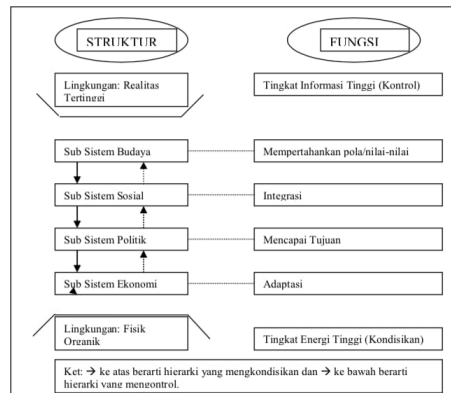 STRUKTUR
FUNGSI
Lingkungan: Realitas
Tertinggi
Tingkat Informasi Tinggi (Kontrol)
Sub Sistem Budaya
Mempertahankan pola/nilai-nilai
Sub Sistem Sosial
Integrasi
Sub Sistem Politik
Mencapai Tujuan
Sub Sistem Ekonomi
Adaptasi
Lingkungan: Fisik
Organik
Tingkat Energi Tinggi (Kondisikan)
Ket: → ke atas berarti hierarki yang mengkondisikan dan → ke bawah berarti
hierarki yang mengontrol.